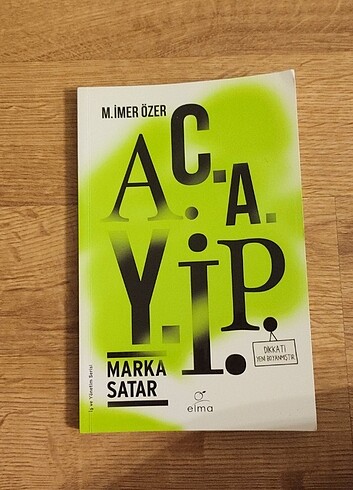 M.İMER ÖZER
A.C.A.
Y.İ.P.
DİKKAT!
YENİ BOYANMIŞTIR
MARKA
SATAR
İş ve Yönetim Serisi
elma